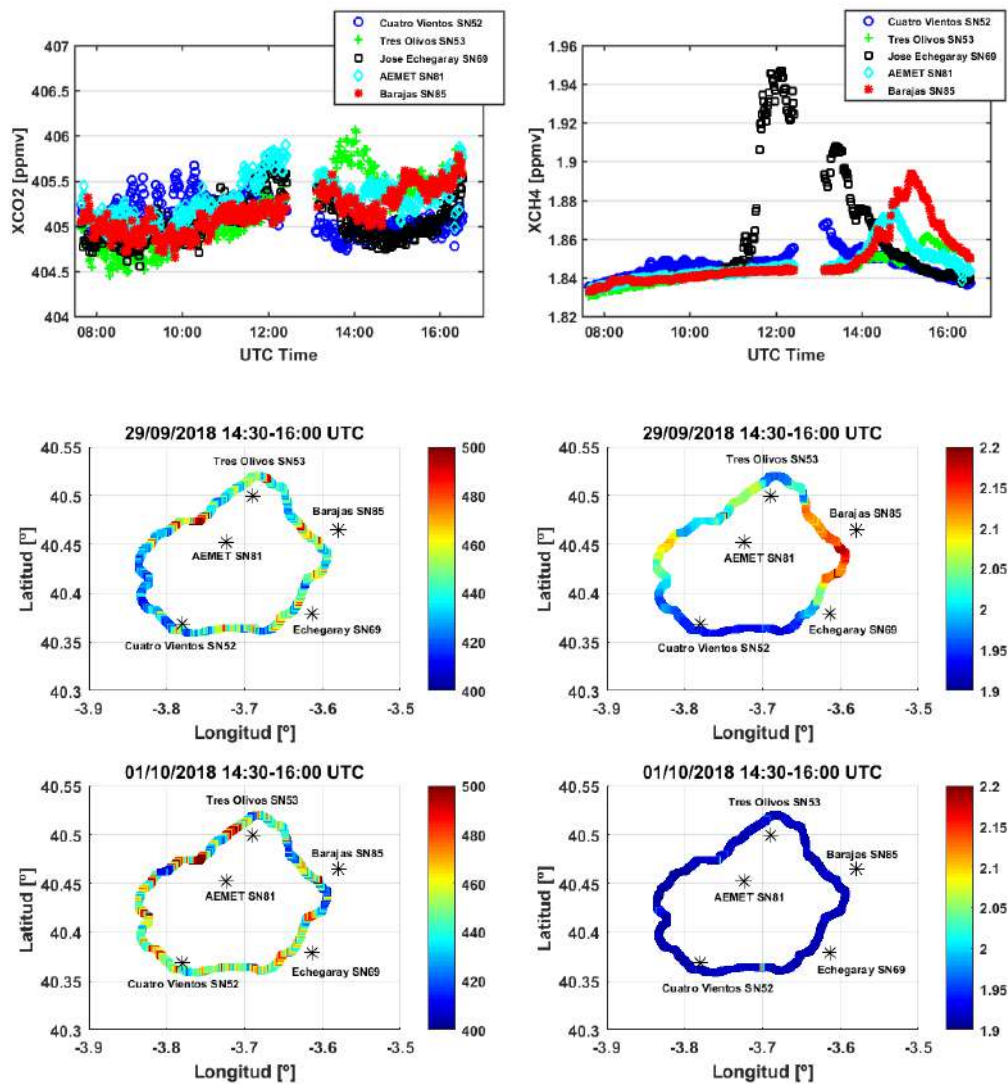 Cuatro Vientos SN52
Tres Olivos SN53
Jose Echegaray SN69
AEMET SN81
Barajas SN85
407
406.5
406
405.5
405
404.5
404
XCO2 [ppmv]
08:00 10:00 12:00 14:00 16:00
UTC Time
Cuatro Vientos SN52
Tres Olivos SN53
Jose Echegaray SN69
AEMET SN81
Barajas SN85
1.96
1.94
1.92
1.9
1.88
1.86
1.84
1.82
XCH4 [ppmv]
08:00 10:00 12:00 14:00 16:00
UTC Time
29/09/2018 14:30-16:00 UTC
40.55
40.5
40.45
40.4
40.35
40.3
Latitud [º]
Tres Olivos SN53
Barajas SN85
AEMET SN81
Echegaray SN69
Cuatro Vientos SN52
-3.9 -3.8 -3.7 -3.6 -3.5
Longitud [º]
500
480
460
440
420
400
29/09/2018 14:30-16:00 UTC
40.55
40.5
40.45
40.4
40.35
40.3
Latitud [º]
Tres Olivos SN53
Barajas SN85
AEMET SN81
Echegaray SN69
Cuatro Vientos SN52
-3.9 -3.8 -3.7 -3.6 -3.5
Longitud [º]
2.2
2.15
2.1
2.05
2
1.95
1.9
01/10/2018 14:30-16:00 UTC
40.55
40.5
40.45
40.4
40.35
40.3
Latitud [º]
Tres Olivos SN53
Barajas SN85
AEMET SN81
Echegaray SN69
Cuatro Vientos SN52
-3.9 -3.8 -3.7 -3.6 -3.5
Longitud [º]
500
480
460
440
420
400
01/10/2018 14:30-16:00 UTC
40.55
40.5
40.45
40.4
40.35
40.3
Latitud [º]
Tres Olivos SN53
Barajas SN85
AEMET SN81
Echegaray SN69
Cuatro Vientos SN52
-3.9 -3.8 -3.7 -3.6 -3.5
Longitud [º]
2.2
2.15
2.1
2.05
2
1.95
1.9